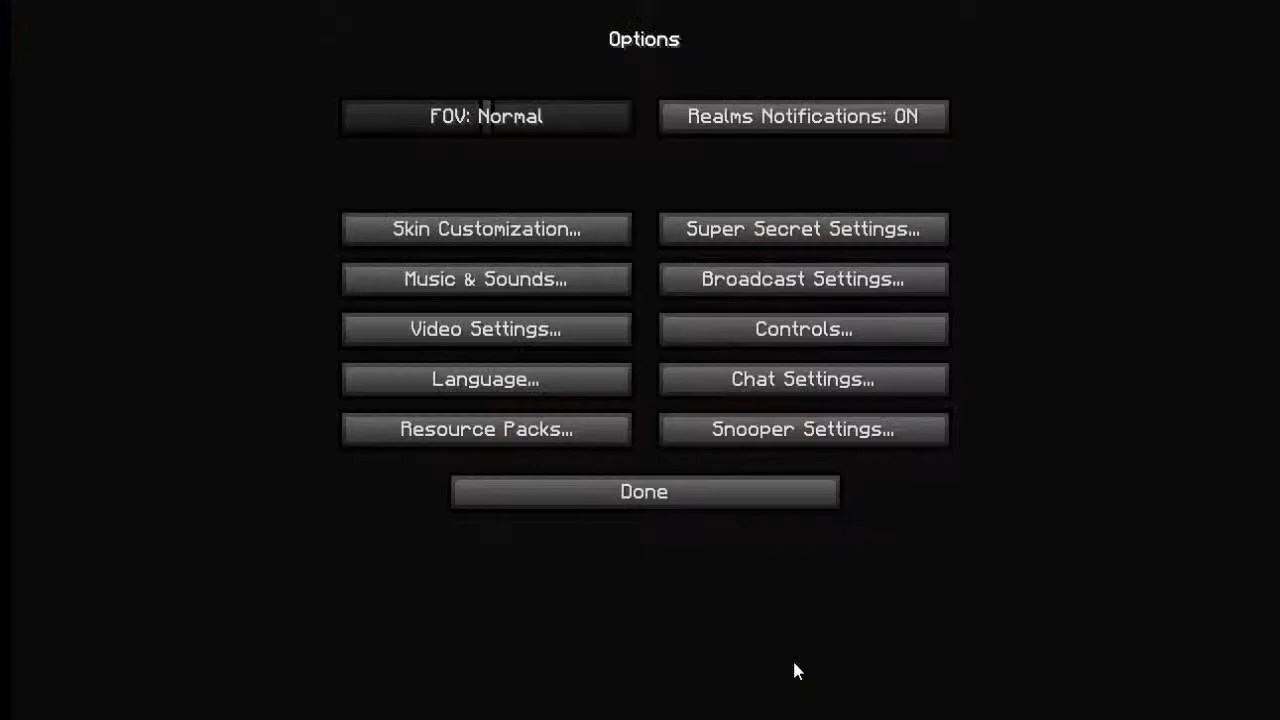 Options
FOV: Normal
Realms Notifications: ON
Skin Customization...
Super Secret Settings...
Music & Sounds...
Broadcast Settings...
Video Settings...
Controls...
Language...
Chat Settings...
Resource Packs...
Snooper Settings...
Done